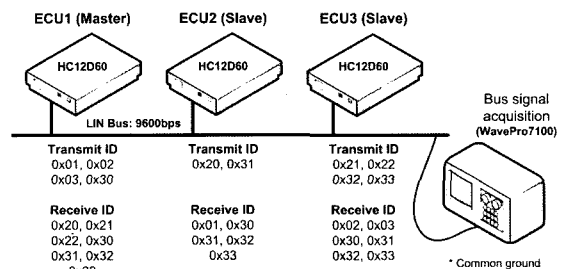 ECU1 (Master) ECU2 (Slave) ECU3 (Slave)
HC12D60 HC12D60 HC12D60
LIN Bus: 9600bps
Bus signal
acquisition
(WavePro7100)
Transmit ID Transmit ID Transmit ID
0x01, 0x02 0x20, 0x31 0x21, 0x22
0x03, 0x30 0x32, 0x33
Receive ID Receive ID Receive ID
0x20, 0x21 0x01, 0x30 0x02, 0x03
0x22, 0x30 0x31, 0x32 0x30, 0x31
0x31, 0x32 0x33 0x32, 0x33
* Common ground